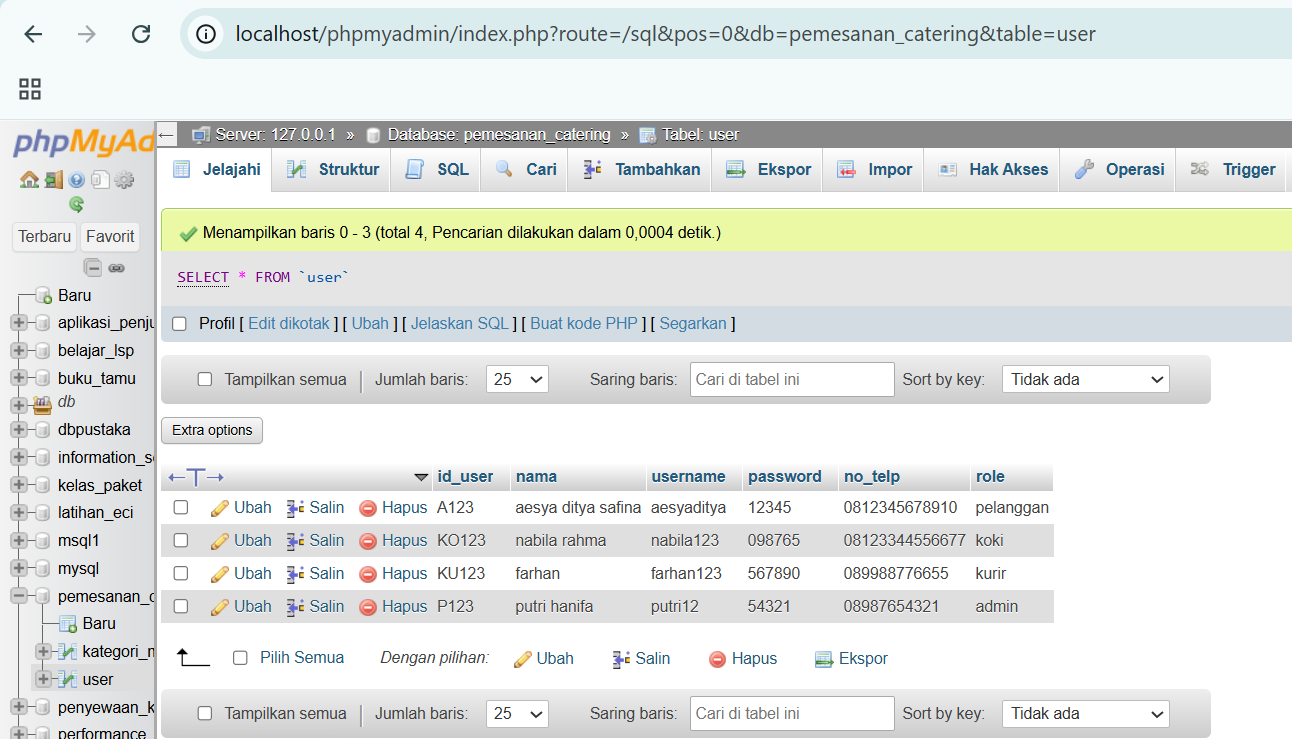 localhost/phpmyadmin/index.php?route=/sql&pos=0&db=pemesanan_catering&table=user
phpMyAd
Terbaru Favorit
Baru
aplikasi_penju
belajar_lsp
buku_tamu
db
dbpustaka
information_s
kelas_paket
latihan_eci
msql1
mysql
pemesanan_c
Baru
kategori_m
user
penyewaan_k
performance
Server: 127.0.0.1 » Database: pemesanan_catering » Tabel: user
Jelajahi Struktur SQL Cari Tambahkan Ekspor Impor Hak Akses Operasi Trigger
Menampilkan baris 0 - 3 (total 4, Pencarian dilakukan dalam 0,0004 detik.)
SELECT * FROM `user`
Profil [ Edit dikotak ] [ Ubah ] [ Jelaskan SQL ] [ Buat kode PHP ] [ Segarkan ]
Tampilkan semua | Jumlah baris: 25 Saring baris: Cari di tabel ini Sort by key: Tidak ada
Extra options
←T→ id_user nama username password no_telp role
Ubah Salin Hapus A123 aesya ditya safina aesyaditya 12345 0812345678910 pelanggan
Ubah Salin Hapus KO123 nabila rahma nabila123 098765 08123344556677 koki
Ubah Salin Hapus KU123 farhan farhan123 567890 089988776655 kurir
Ubah Salin Hapus P123 putri hanifa putri12 54321 08987654321 admin
Pilih Semua Dengan pilihan: Ubah Salin Hapus Ekspor
Tampilkan semua | Jumlah baris: 25 Saring baris: Cari di tabel ini Sort by key: Tidak ada